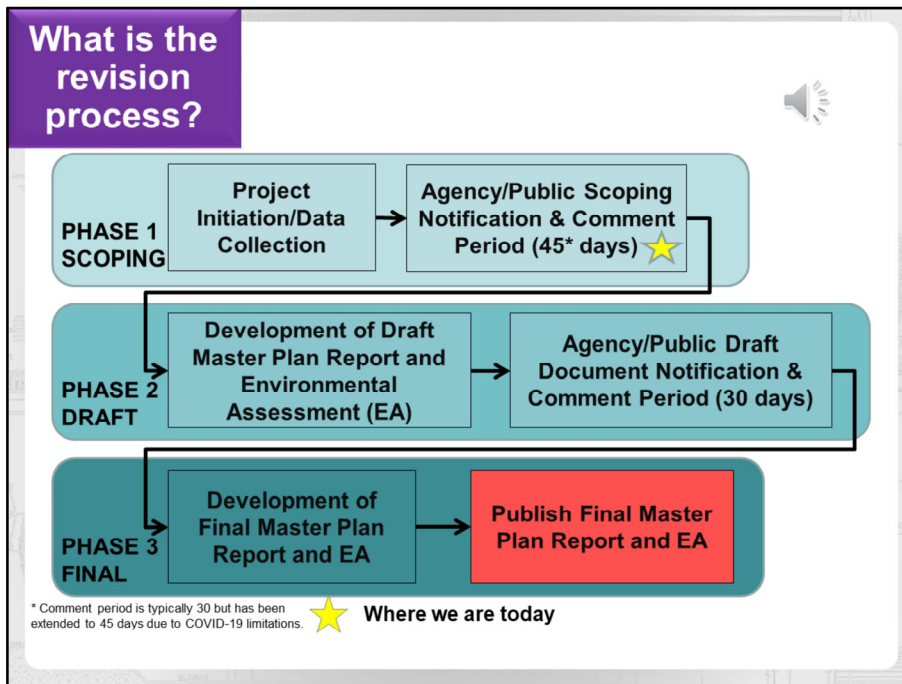 What is the
revision
process?
PHASE 1
SCOPING
Project
Initiation/Data
Collection
Agency/Public Scoping
Notification & Comment
Period (45* days)
PHASE 2
DRAFT
Development of Draft
Master Plan Report and
Environmental
Assessment (EA)
Agency/Public Draft
Document Notification &
Comment Period (30 days)
PHASE 3
FINAL
Development of
Final Master Plan
Report and EA
Publish Final Master
Plan Report and EA
* Comment period is typically 30 but has been
extended to 45 days due to COVID-19 limitations.
Where we are today